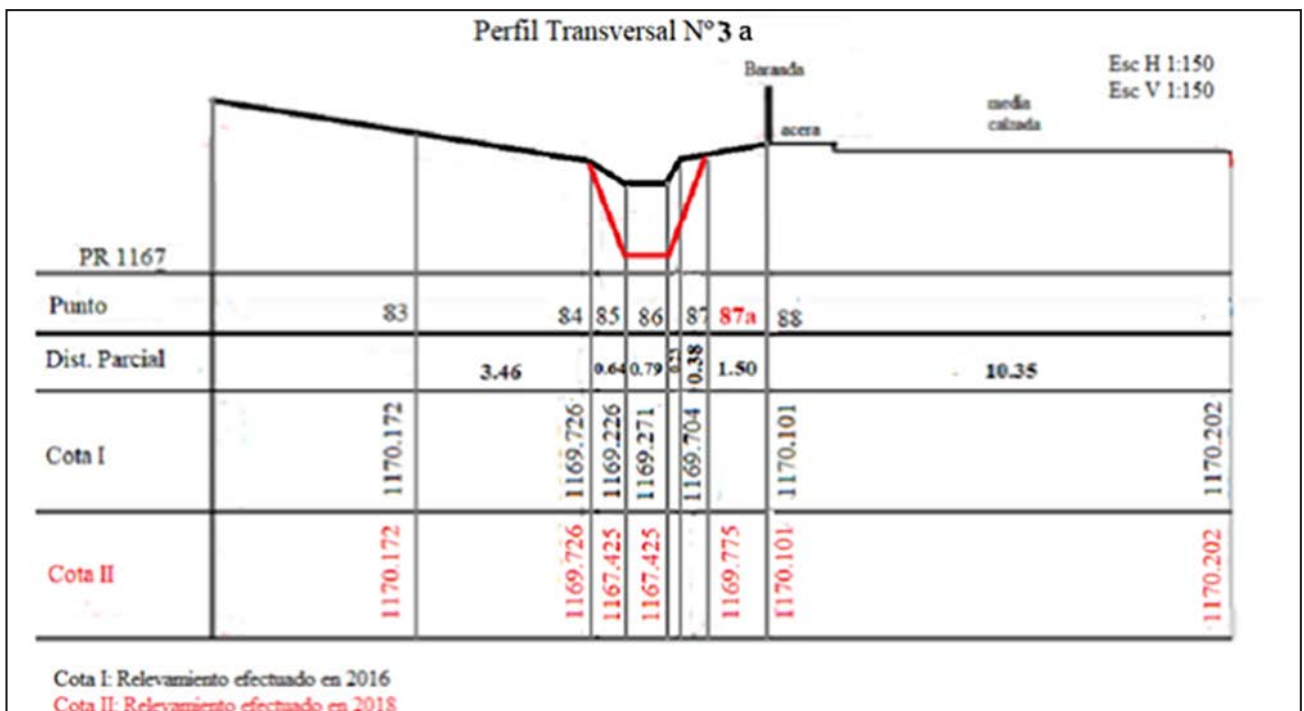 Perfil Transversal N° 3 a
Baranda
Esc H 1:150
Esc V 1:150
acera
media
calzada
PR 1167
Punto 83 84 85 86 87 87a 88
Dist. Parcial 3.46 0.64 0.79 0.38 1.50 10.35
Cota I 1170.172 1169.726 1169.226 1169.271 1169.704 1170.101 1170.202
Cota II 1170.172 1169.726 1167.425 1167.425 1169.775 1170.101 1170.202
Cota I: Relevamiento efectuado en 2016
Cota II: Relevamiento efectuado en 2018